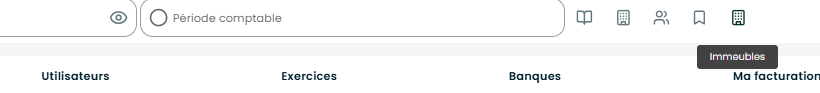 Période comptable
Immeubles
Utilisateurs Exercices Banques Ma facturation